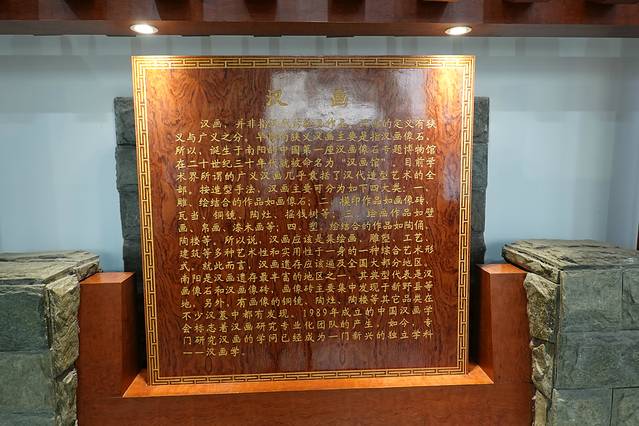 汉 画
汉画，并非指汉代的绘画作品，它的定义有狭
义与广义之分。早期的狭义汉画主要是指汉画像石，
所以，诞生于南阳的中国第一座汉画像石专题博物馆
在二十世纪三十年代就被命名为“汉画馆”。目前学
术界所谓的广义汉画几乎囊括了汉代造型艺术的全
部。按造型手法，汉画主要可分为如下四大类：一、
雕、绘结合的作品如画像石；二、模印作品如画像砖、
瓦当、铜镜、陶灶、摇钱树等；三、绘画作品如壁
画、帛画、漆木画等；四、塑、绘结合的作品如陶俑、
陶楼等。所以说，汉画应该是集绘画、雕塑、工艺、
建筑等多种艺术性和实用性于一身的一种综合艺术形
式。就此而言，汉画遗存应该遍及全国大部分地区，
南阳是汉画遗存最丰富的地区之一，其典型代表是汉
画像石和汉画像砖，画像砖主要集中发现于新野县等
地，另外，有画像的铜镜、陶灶、陶楼等其它品类在
不少汉墓中都有发现。1989年成立的中国汉画学
会标志着汉画研究专业化团队的产生。如今，专
门研究汉画的学问已经成为一门新兴的独立学科
——汉画学。